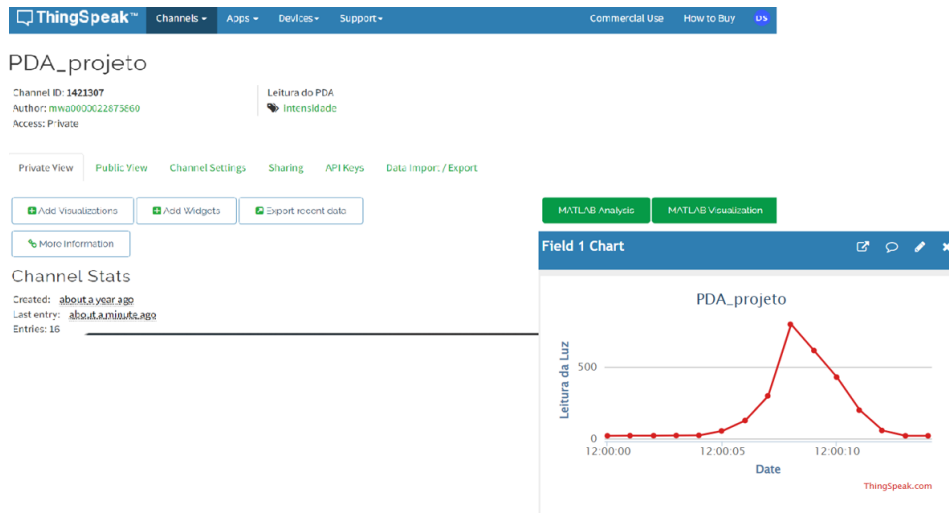 ThingSpeak™ Channels Apps Devices Support Commercial Use How to Buy DS
PDA_projeto
Channel ID: 1421307
Author: mwa0000022875860
Access: Private
Leitura do PDA
Intensidade
Private View Public View Channel Settings Sharing API Keys Data Import / Export
Add Visualizations Add Widgets Export recent data
MATLAB Analysis MATLAB Visualization
More Information
Channel Stats
Created: about a year ago
Last entry: about a minute ago
Entries: 16
Field 1 Chart
PDA_projeto
Leitura da Luz
500
0
12:00:00 12:00:05 12:00:10
Date
ThingSpeak.com